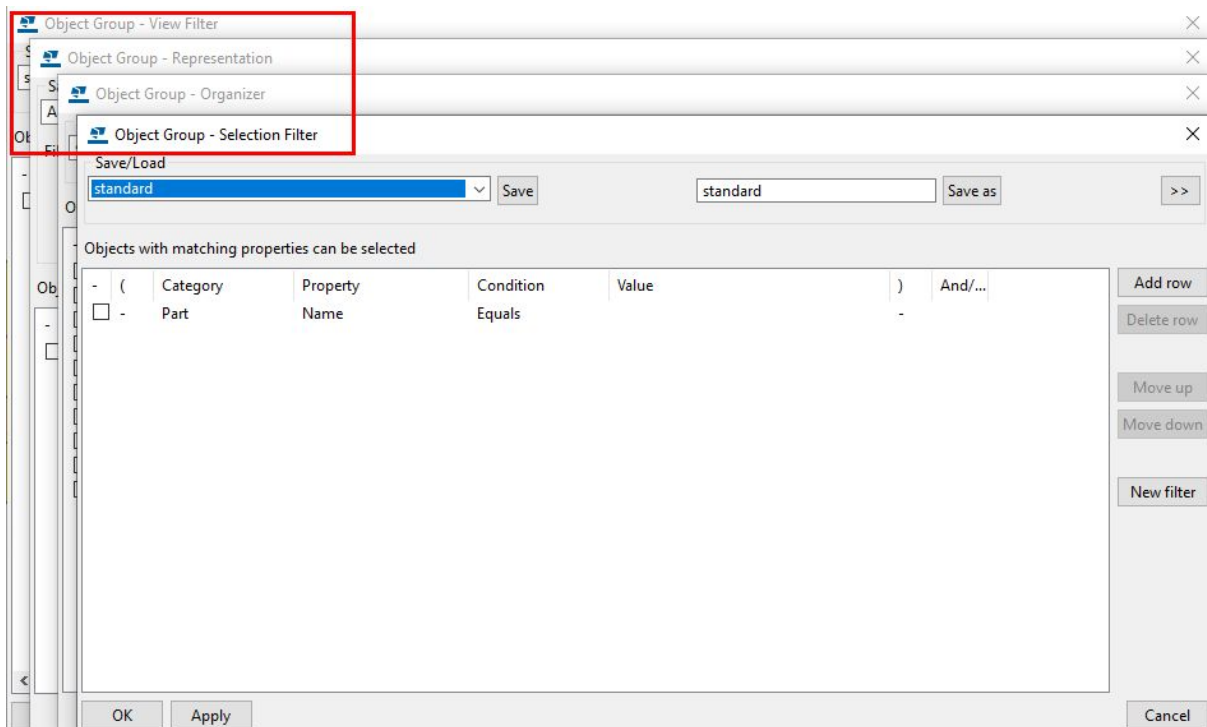 Object Group - View Filter
Object Group - Representation
Object Group - Organizer
Object Group - Selection Filter
Save/Load
standard Save standard Save as >>
Objects with matching properties can be selected
- ( Category Property Condition Value ) And/...
- Part Name Equals -
Add row
Delete row
Move up
Move down
New filter
OK Apply Cancel